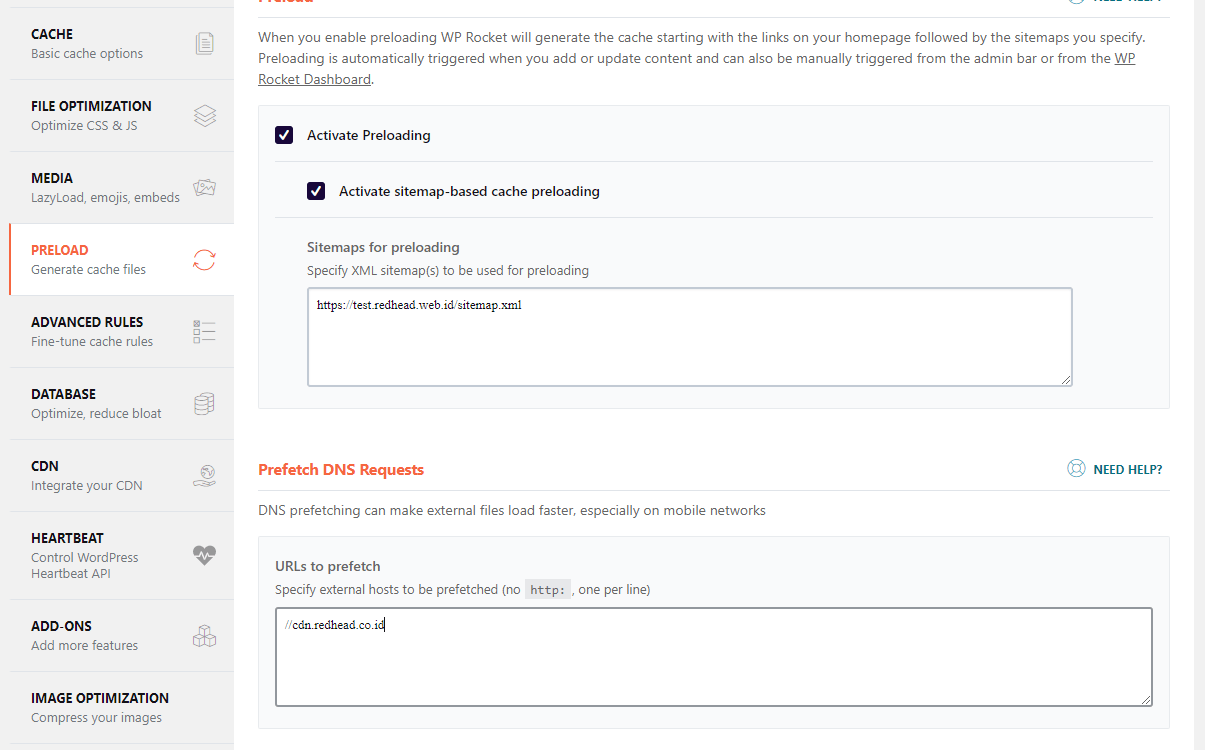 CACHE
Basic cache options
FILE OPTIMIZATION
Optimize CSS & JS
MEDIA
LazyLoad, emojis, embeds
PRELOAD
Generate cache files
ADVANCED RULES
Fine-tune cache rules
DATABASE
Optimize, reduce bloat
CDN
Integrate your CDN
HEARTBEAT
Control WordPress
Heartbeat API
ADD-ONS
Add more features
IMAGE OPTIMIZATION
Compress your images
Preload
NEED HELP?
When you enable preloading WP Rocket will generate the cache starting with the links on your homepage followed by the sitemaps you specify.
Preloading is automatically triggered when you add or update content and can also be manually triggered from the admin bar or from the WP
Rocket Dashboard.
Activate Preloading
Activate sitemap-based cache preloading
Sitemaps for preloading
Specify XML sitemap(s) to be used for preloading
https://test.redhead.web.id/sitemap.xml
Prefetch DNS Requests
NEED HELP?
DNS prefetching can make external files load faster, especially on mobile networks
URLs to prefetch
Specify external hosts to be prefetched (no http: , one per line)
//cdn.redhead.co.id